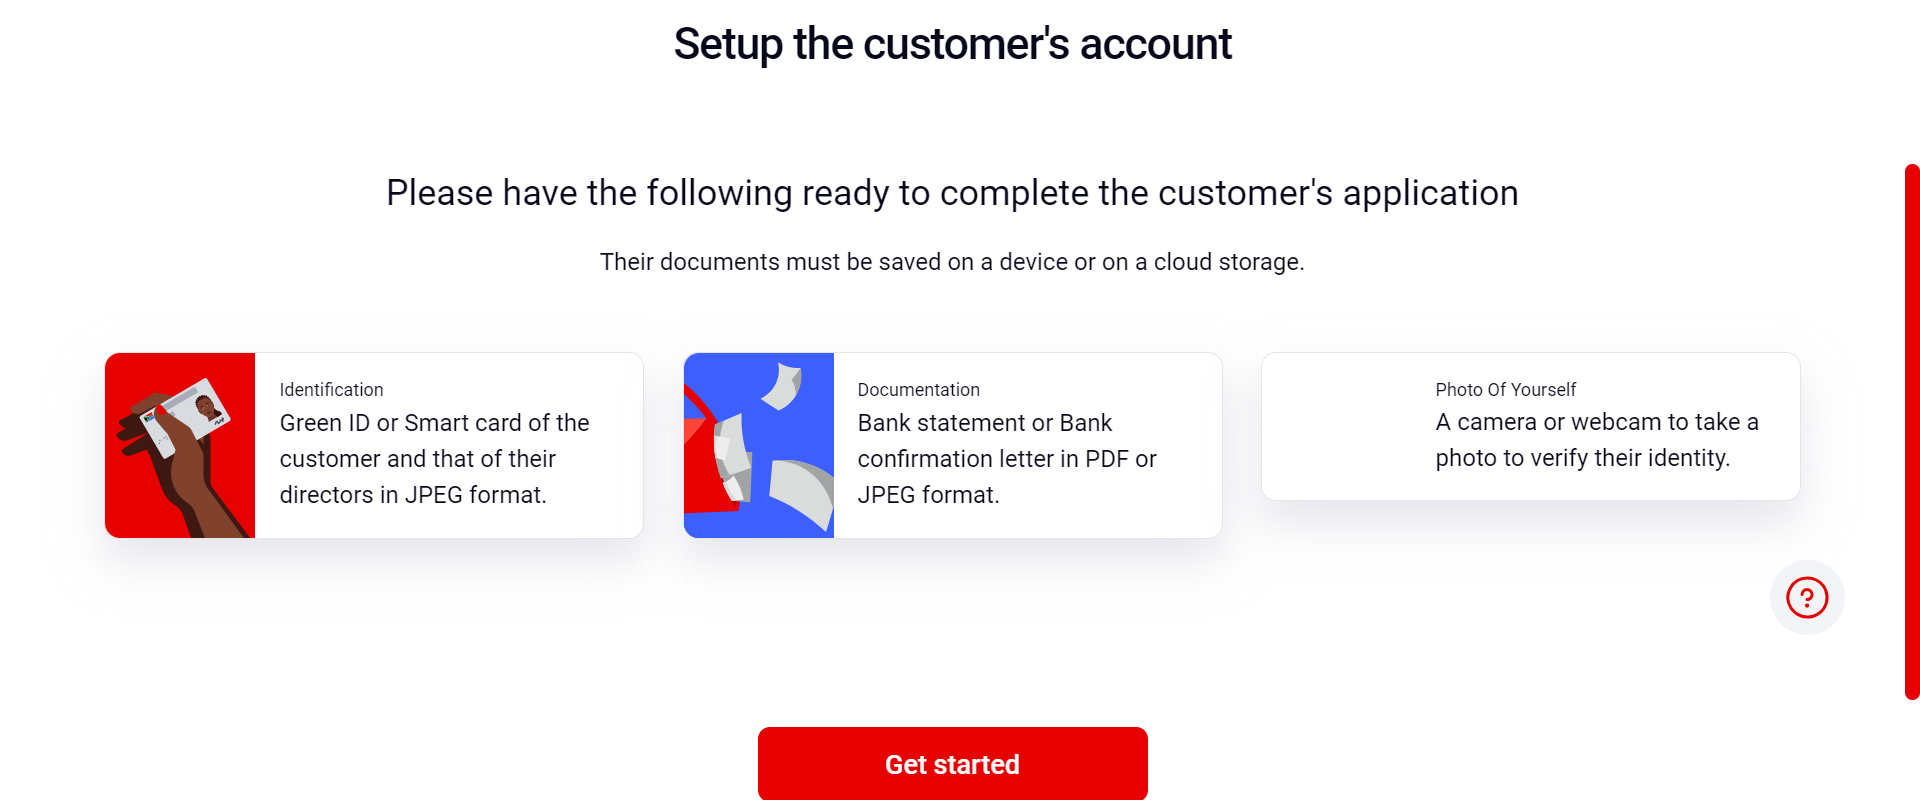 Setup the customer's account
Please have the following ready to complete the customer's application
Their documents must be saved on a device or on a cloud storage.
Identification
Green ID or Smart card of the
customer and that of their
directors in JPEG format.
Documentation
Bank statement or Bank
confirmation letter in PDF or
JPEG format.
Photo Of Yourself
A camera or webcam to take a
photo to verify their identity.
?
Get started